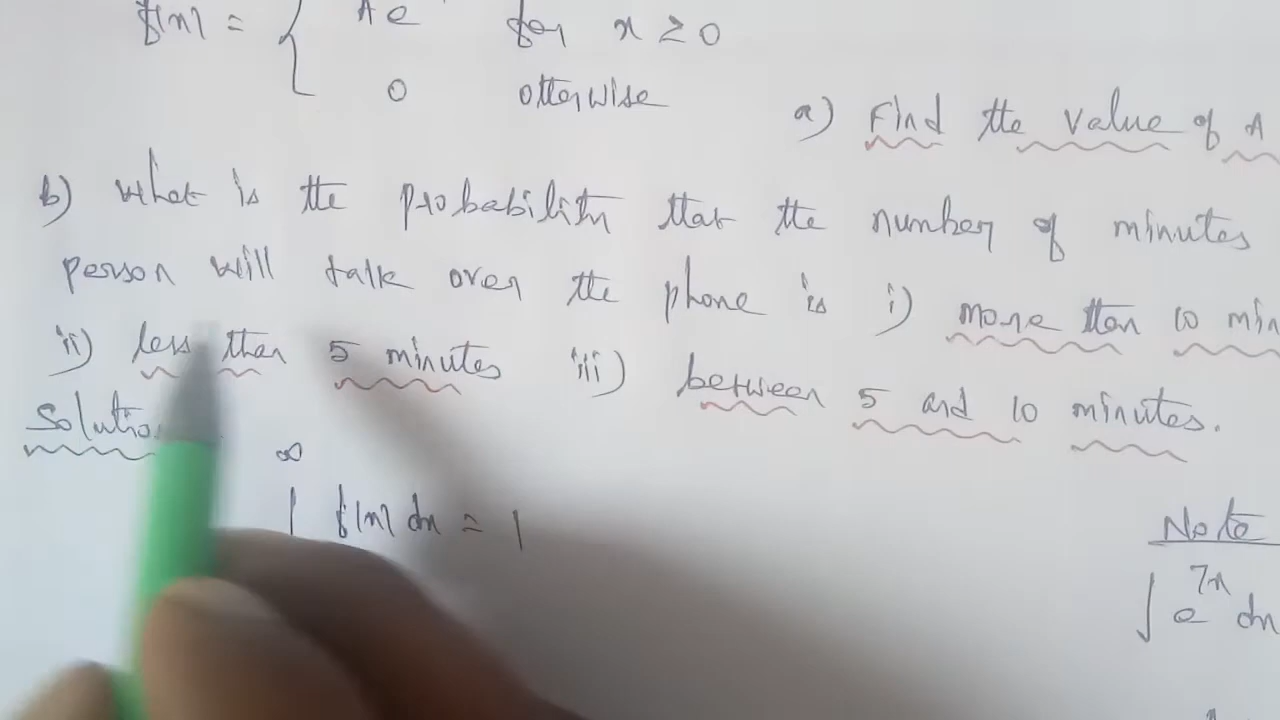 f(x) = { Ae for x ≥ 0
0 otherwise
a) Find the value of A
b) what is the probability that the number of minutes
person will talk over the phone is i) more than 10 min
ii) less than 5 minutes iii) between 5 and 10 minutes.
Solution
∞
∫ f(x) dx = 1
Note
∫ e^7x dx